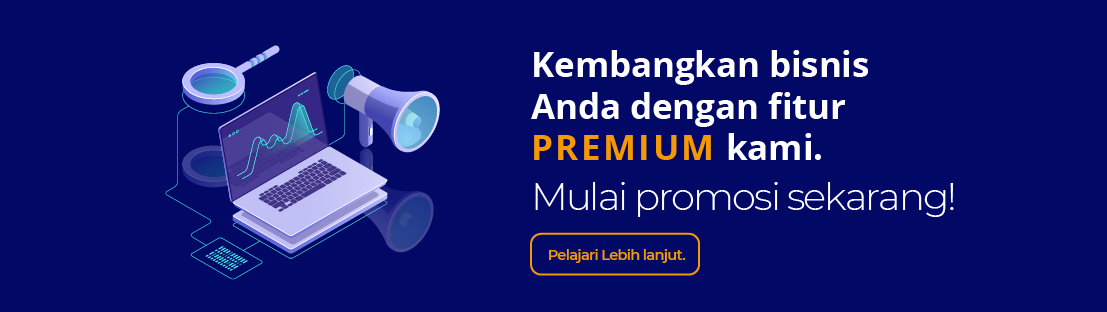 Kembangkan bisnis
Anda dengan fitur
PREMIUM kami.
Mulai promosi sekarang!
Pelajari Lebih lanjut.